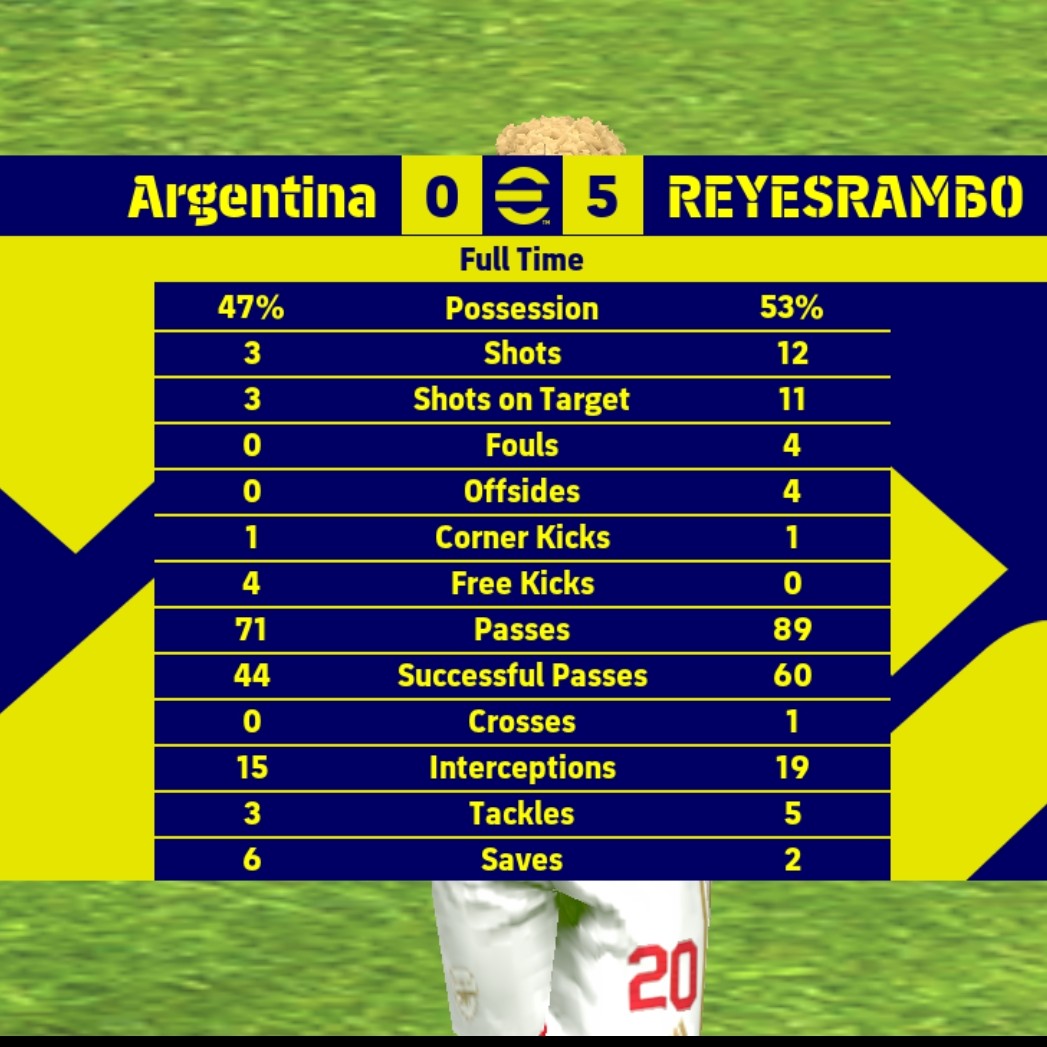 Argentina 0 5 REYESRAMBO
Full Time
47% Possession 53%
3 Shots 12
3 Shots on Target 11
0 Fouls 4
0 Offsides 4
1 Corner Kicks 1
4 Free Kicks 0
71 Passes 89
44 Successful Passes 60
0 Crosses 1
15 Interceptions 19
3 Tackles 5
6 Saves 2
20